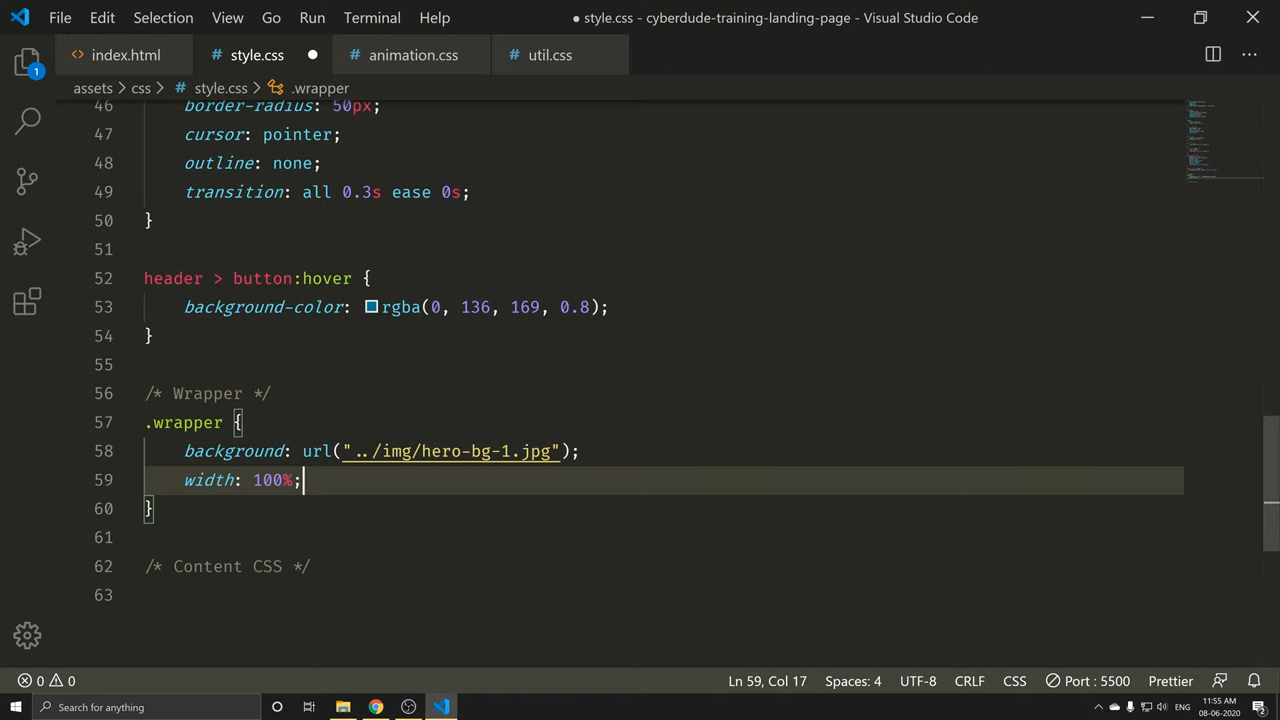 File Edit Selection View Go Run Terminal Help ● style.css - cyberdude-training-landing-page - Visual Studio Code
<> index.html # style.css ● # animation.css # util.css
1
assets > css > # style.css > .wrapper
46 border-radius: 50px;
47 cursor: pointer;
48 outline: none;
49 transition: all 0.3s ease 0s;
50 }
51
52 header > button:hover {
53 background-color: rgba(0, 136, 169, 0.8);
54 }
55
56 /* Wrapper */
57 .wrapper {
58 background: url("../img/hero-bg-1.jpg");
59 width: 100%;
60 }
61
62 /* Content CSS */
63
0 0 Ln 59, Col 17 Spaces: 4 UTF-8 CRLF CSS Port : 5500 Prettier
Search for anything ENG 11:55 AM
08-06-2020 2